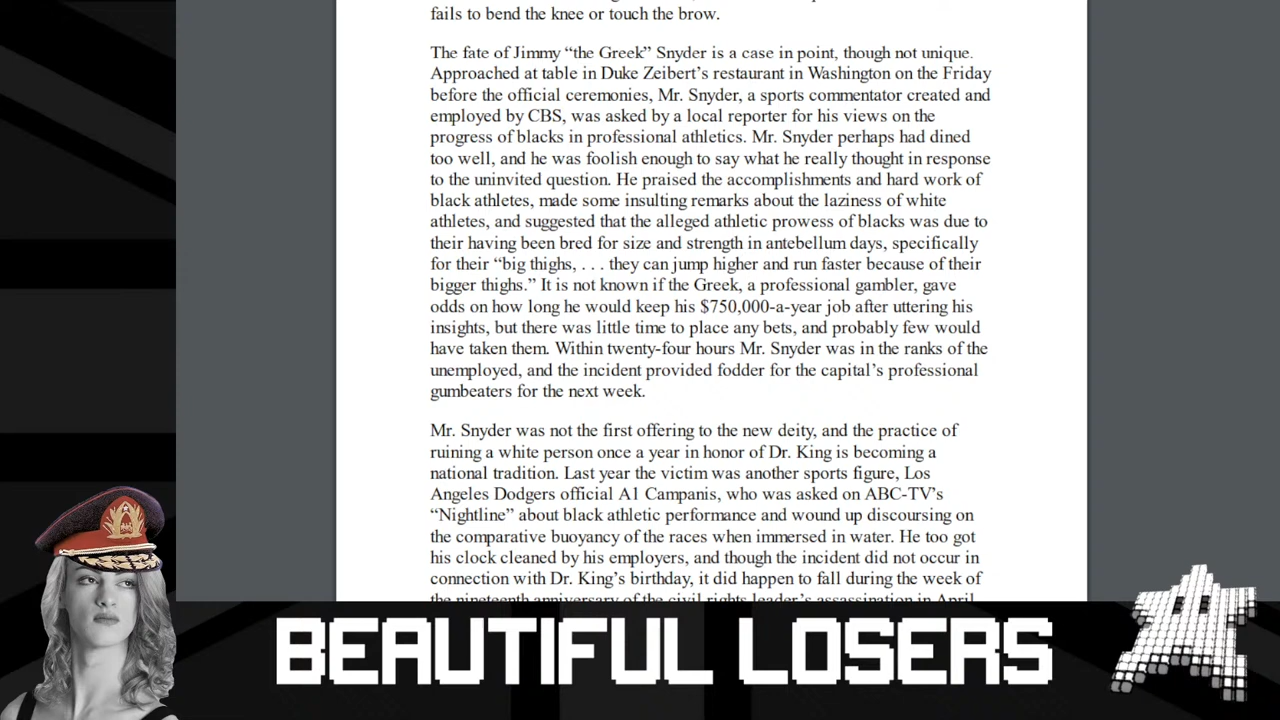 fails to bend the knee or touch the brow.
The fate of Jimmy “the Greek” Snyder is a case in point, though not unique.
Approached at table in Duke Zeibert’s restaurant in Washington on the Friday
before the official ceremonies, Mr. Snyder, a sports commentator created and
employed by CBS, was asked by a local reporter for his views on the
progress of blacks in professional athletics. Mr. Snyder perhaps had dined
too well, and he was foolish enough to say what he really thought in response
to the uninvited question. He praised the accomplishments and hard work of
black athletes, made some insulting remarks about the laziness of white
athletes, and suggested that the alleged athletic prowess of blacks was due to
their having been bred for size and strength in antebellum days, specifically
for their “big thighs, . . . they can jump higher and run faster because of their
bigger thighs.” It is not known if the Greek, a professional gambler, gave
odds on how long he would keep his $750,000-a-year job after uttering his
insights, but there was little time to place any bets, and probably few would
have taken them. Within twenty-four hours Mr. Snyder was in the ranks of the
unemployed, and the incident provided fodder for the capital’s professional
gumbeaters for the next week.
Mr. Snyder was not the first offering to the new deity, and the practice of
ruining a white person once a year in honor of Dr. King is becoming a
national tradition. Last year the victim was another sports figure, Los
Angeles Dodgers official A1 Campanis, who was asked on ABC-TV’s
“Nightline” about black athletic performance and wound up discoursing on
the comparative buoyancy of the races when immersed in water. He too got
his clock cleaned by his employers, and though the incident did not occur in
connection with Dr. King’s birthday, it did happen to fall during the week of
the nineteenth anniversary of the civil rights leader’s assassination in April
BEAUTIFUL LOSERS